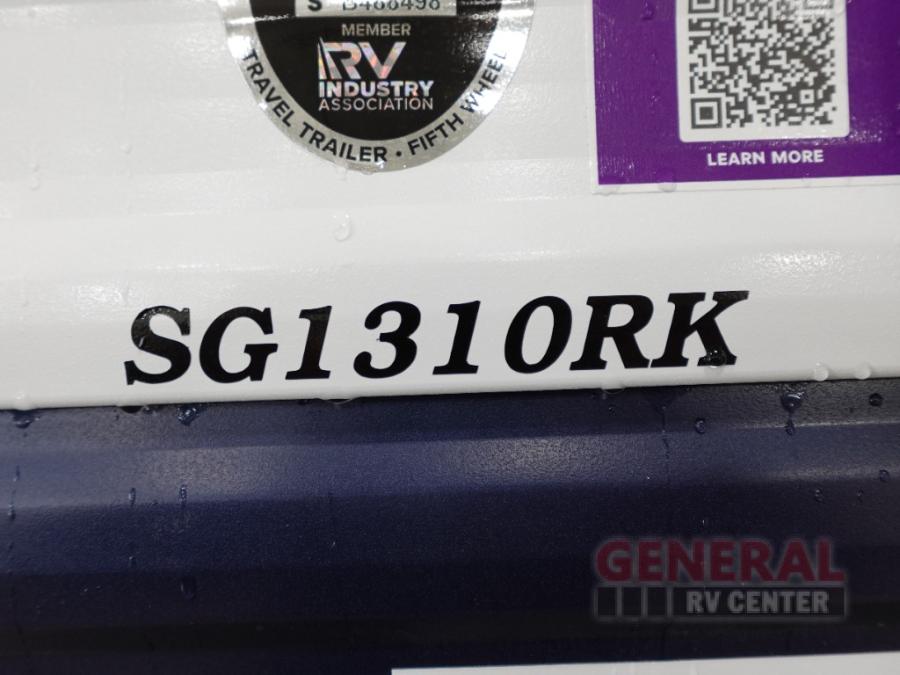 MEMBER
RV
INDUSTRY
ASSOCIATION
TRAVEL TRAILER • FIFTH WHEEL
LEARN MORE
SG1310RK
GENERAL
RV CENTER